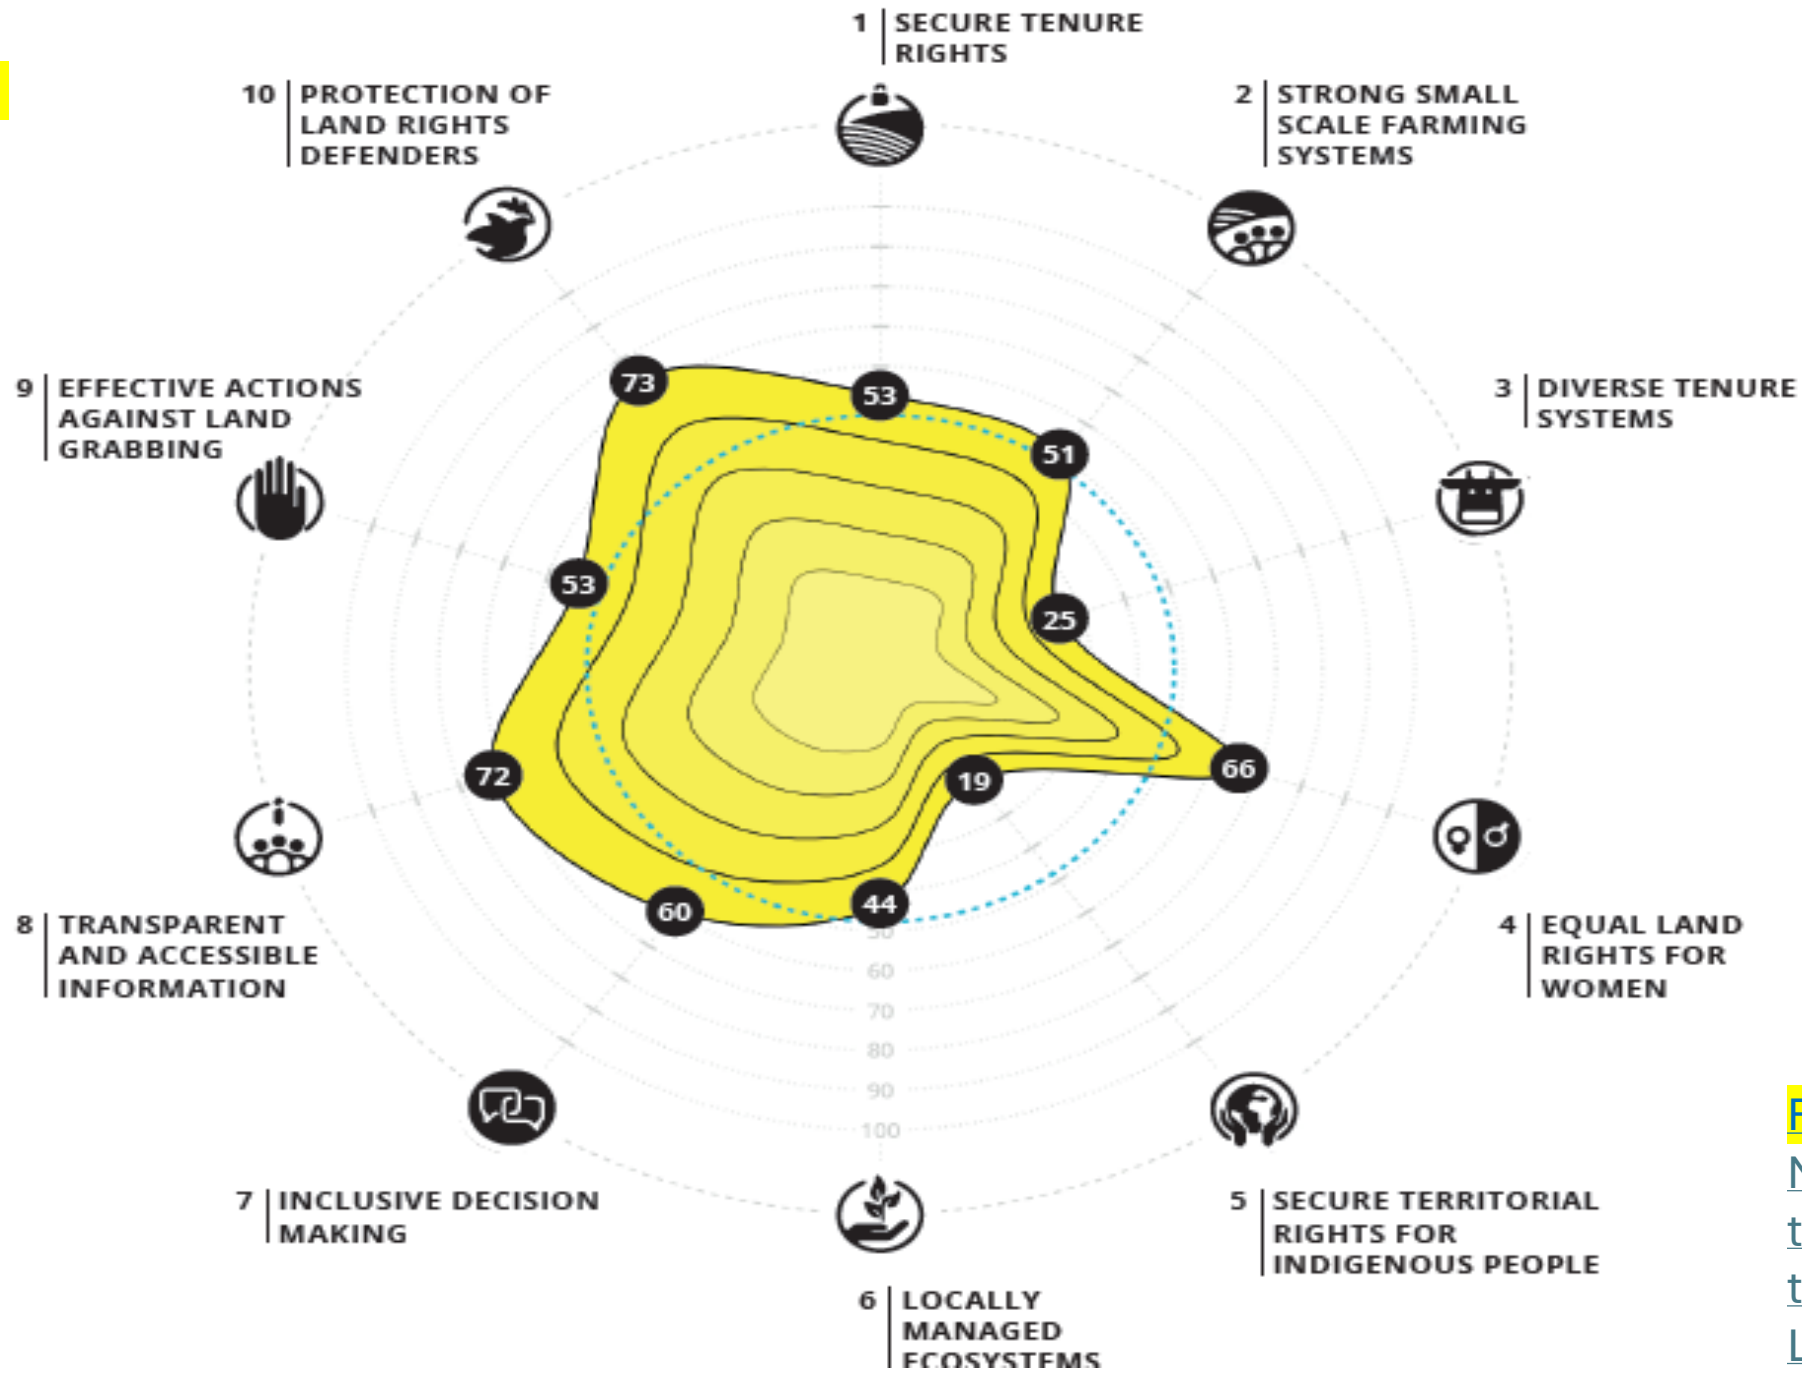 1 SECURE TENURE
RIGHTS
2 STRONG SMALL
SCALE FARMING
SYSTEMS
3 DIVERSE TENURE
SYSTEMS
4 EQUAL LAND
RIGHTS FOR
WOMEN
5 SECURE TERRITORIAL
RIGHTS FOR
INDIGENOUS PEOPLE
6 LOCALLY
MANAGED
ECOSYSTEMS
7 INCLUSIVE DECISION
MAKING
8 TRANSPARENT
AND ACCESSIBLE
INFORMATION
9 EFFECTIVE ACTIONS
AGAINST LAND
GRABBING
10 PROTECTION OF
LAND RIGHTS
DEFENDERS
53
51
25
66
19
44
60
72
53
73
50
60
70
80
90
100